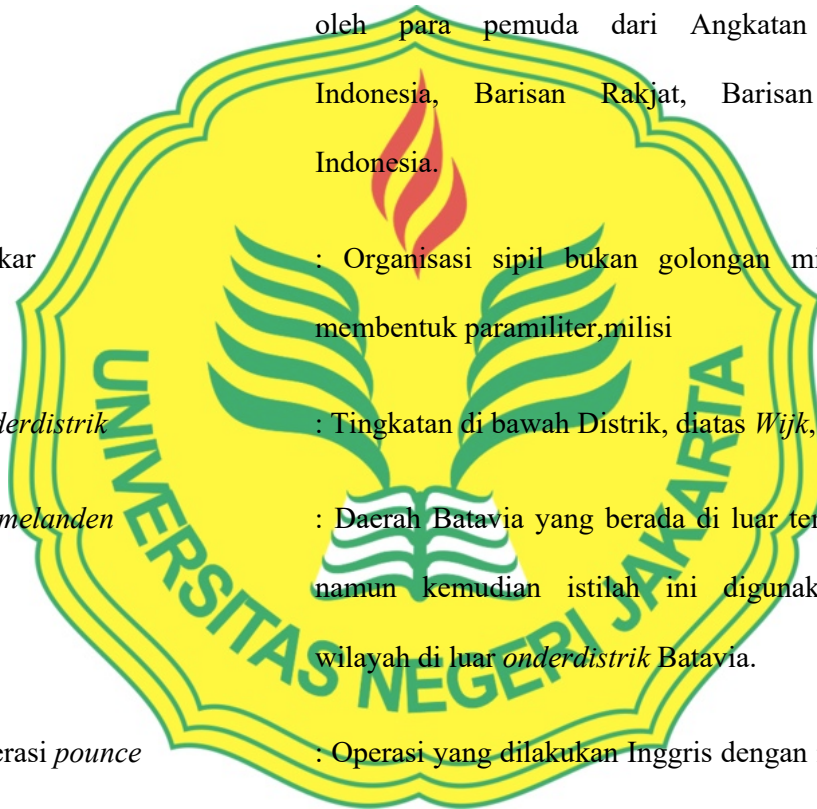 oleh para pemuda dari Angkatan
Indonesia, Barisan Rakjat, Barisan
Indonesia.
kar : Organisasi sipil bukan golongan mi
membentuk paramiliter,milisi
derdistrik : Tingkatan di bawah Distrik, diatas Wijk,
melanden : Daerah Batavia yang berada di luar te
namun kemudian istilah ini digunak
wilayah di luar onderdistrik Batavia.
erasi pounce : Operasi yang dilakukan Inggris dengan
UNIVERSITAS NEGERI JAKARTA